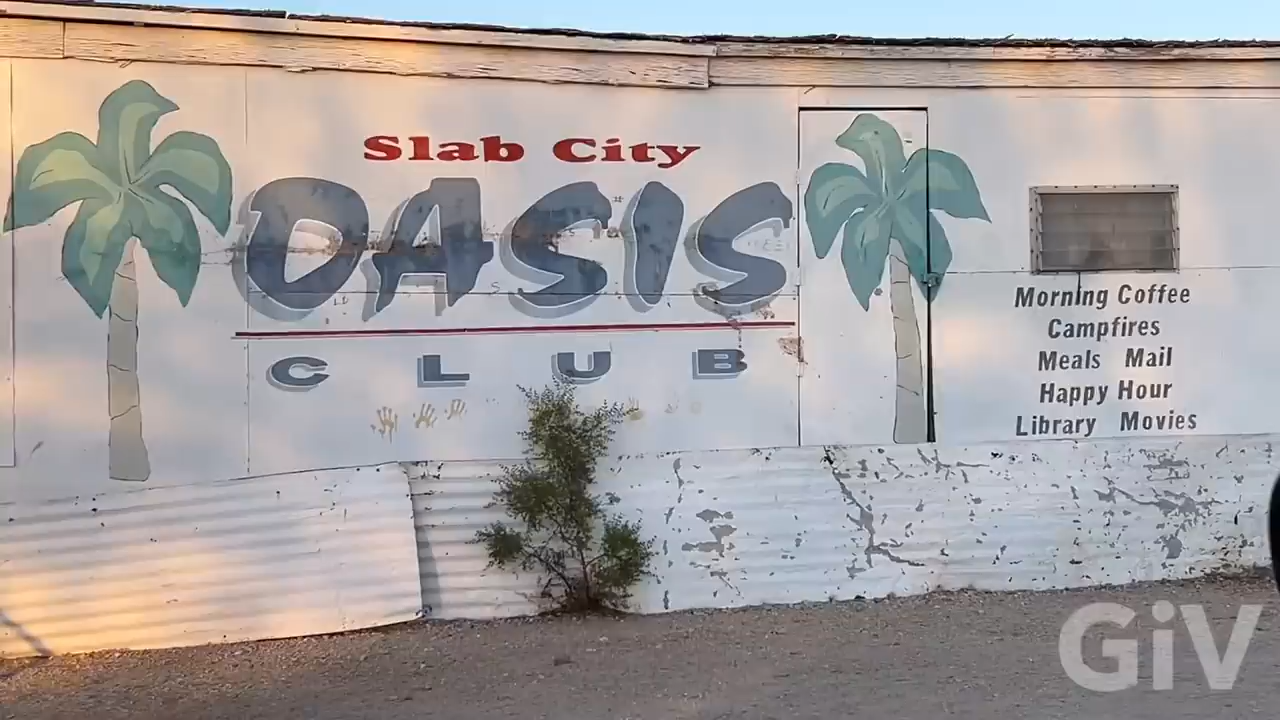 Slab City
OASIS
CLUB
Morning Coffee
Campfires
Meals Mail
Happy Hour
Library Movies
GiV